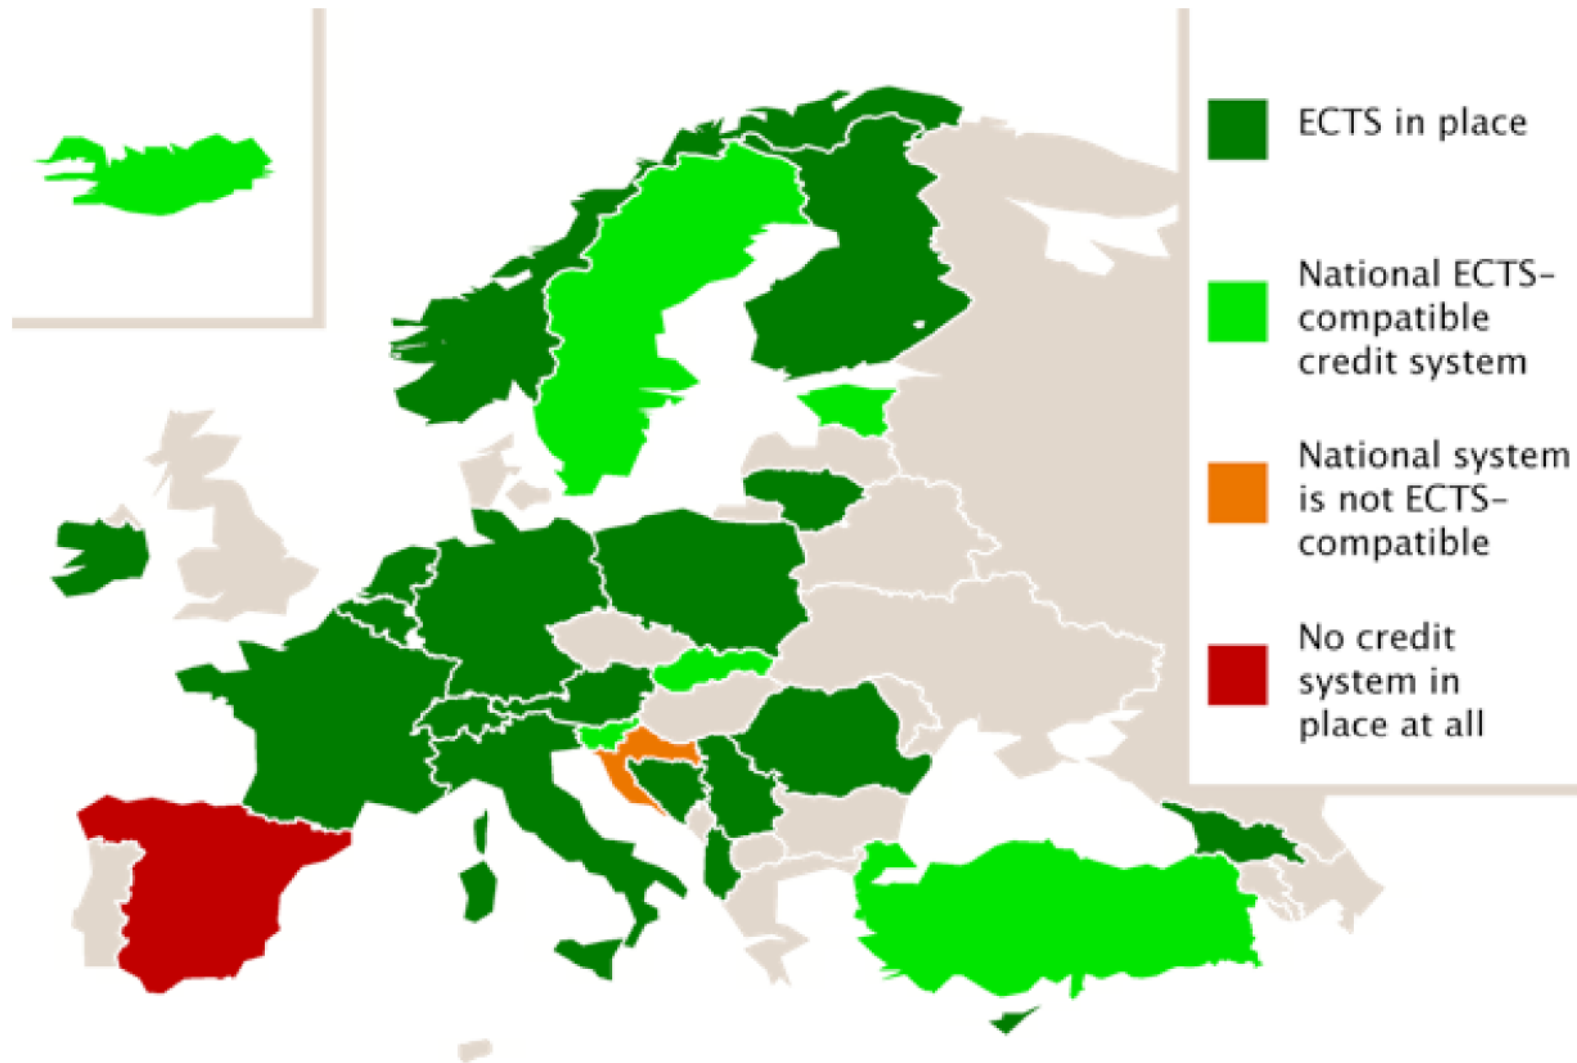 ECTS in place
National ECTS-
compatible
credit system
National system
is not ECTS-
compatible
No credit
system in
place at all